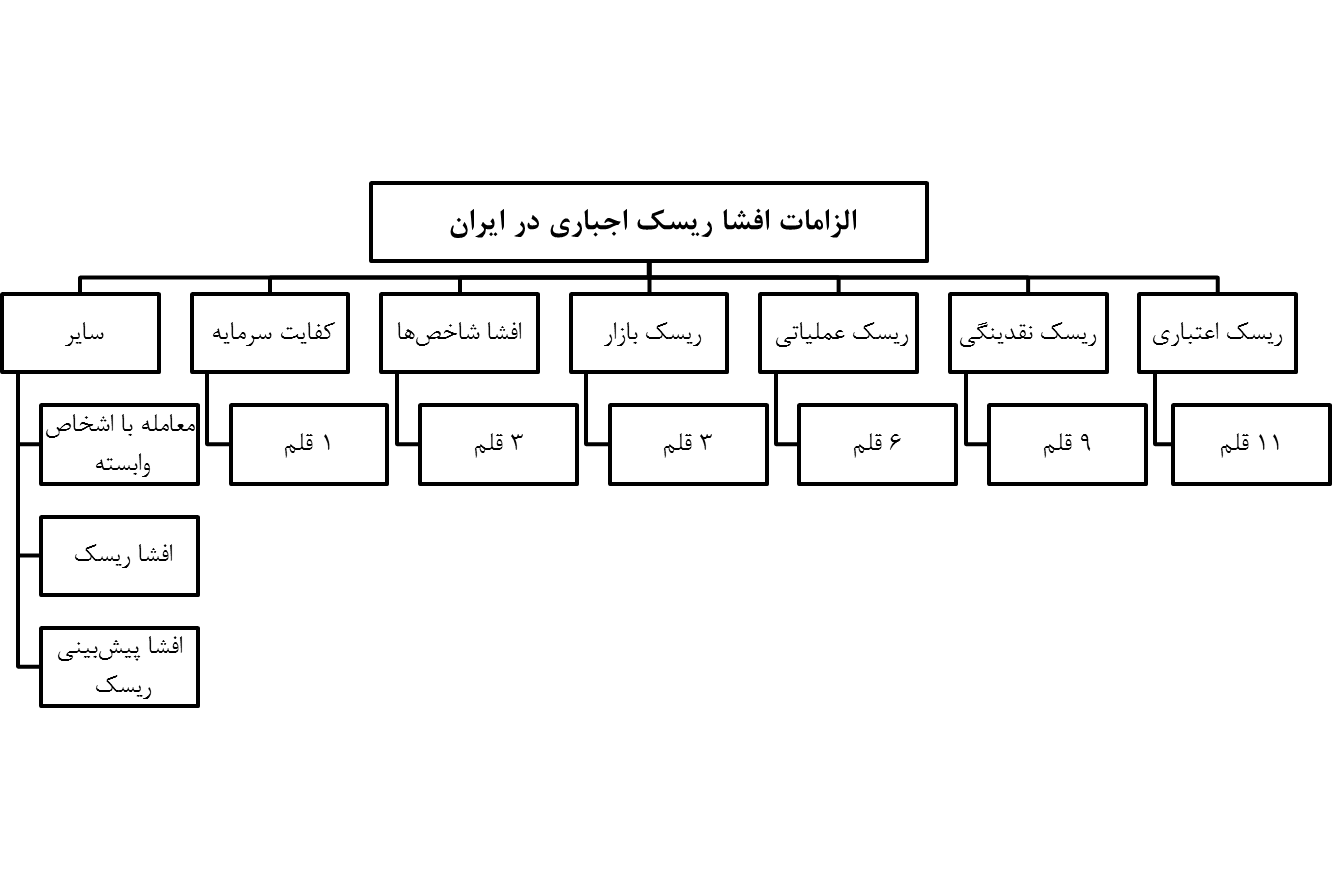 الزامات افشا ریسک اجباری در ایران
ریسک اعتباری
ریسک نقدینگی
ریسک عملیاتی
ریسک بازار
افشا شاخص‌ها
کفایت سرمایه
سایر
۱۱ قلم
۹ قلم
۶ قلم
۳ قلم
۳ قلم
۱ قلم
معامله با اشخاص
وابسته
افشا ریسک
افشا پیش‌بینی
ریسک